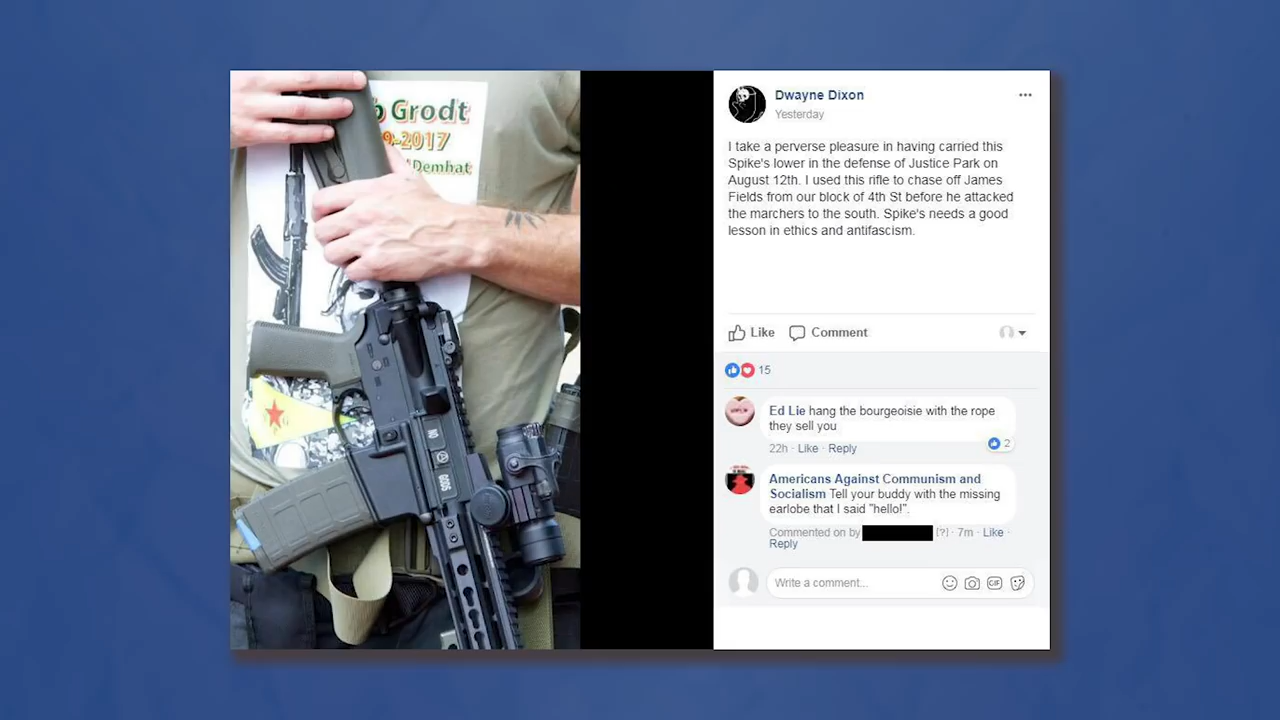 Grodt
-2017
Demhat
NO
GODS
Dwayne Dixon
Yesterday
I take a perverse pleasure in having carried this
Spike's lower in the defense of Justice Park on
August 12th. I used this rifle to chase off James
Fields from our block of 4th St before he attacked
the marchers to the south. Spike's needs a good
lesson in ethics and antifascism.
Like Comment
15
Ed Lie hang the bourgeoisie with the rope
they sell you
2
22h · Like · Reply
Americans Against Communism and
Socialism Tell your buddy with the missing
earlobe that I said "hello!".
Commented on by [?] · 7m · Like ·
Reply
Write a comment...
GIF